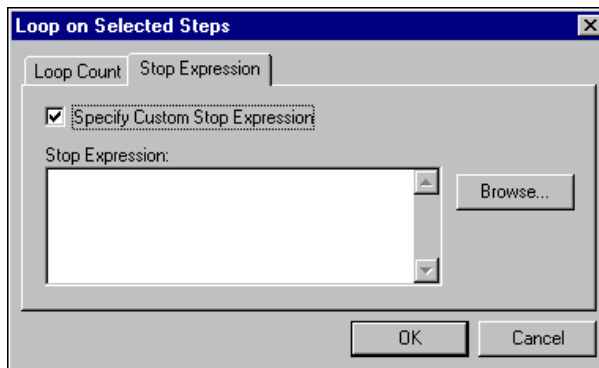 Loop on Selected Steps
Loop Count Stop Expression
Specify Custom Stop Expression
Stop Expression:
Browse...
OK Cancel